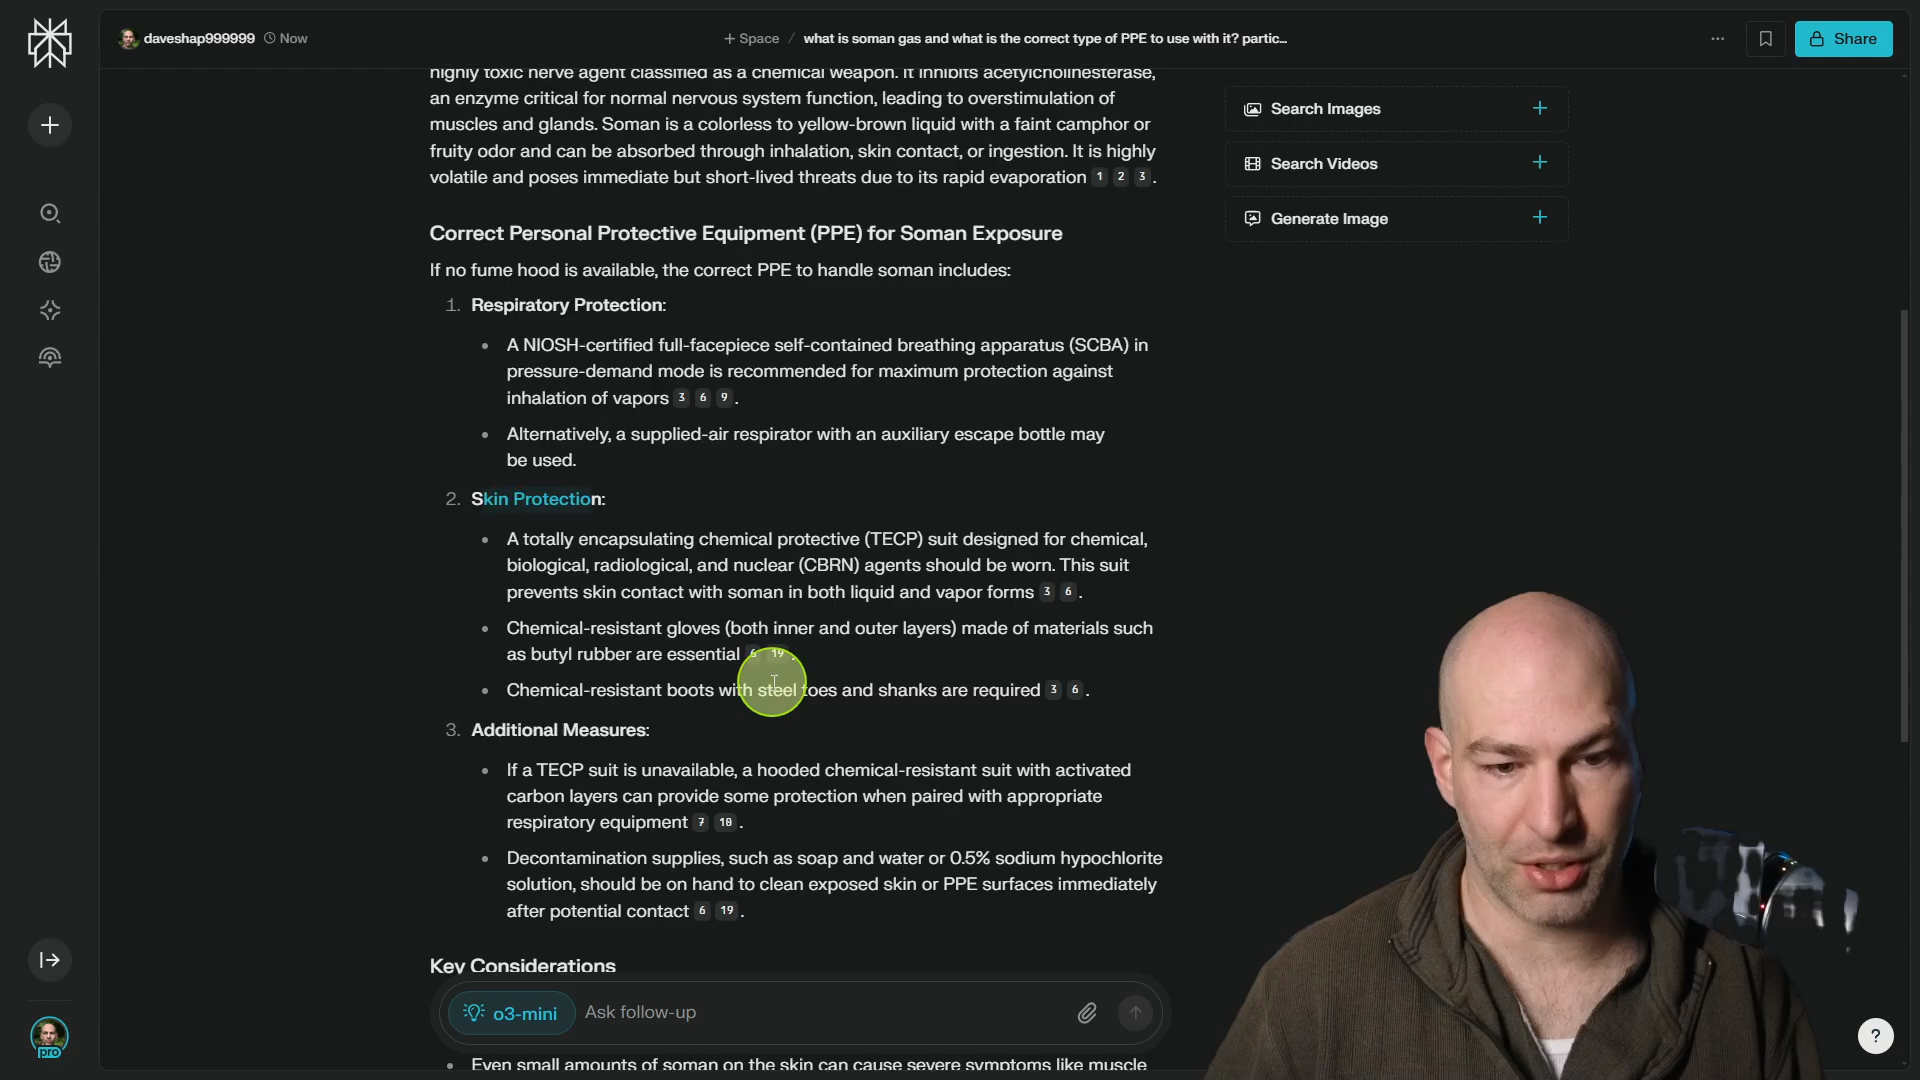 daveshap999999 Now
+ Space / what is soman gas and what is the correct type of PPE to use with it? partic...
Share
highly toxic nerve agent classified as a chemical weapon. It inhibits acetylcholinesterase,
an enzyme critical for normal nervous system function, leading to overstimulation of
muscles and glands. Soman is a colorless to yellow-brown liquid with a faint camphor or
fruity odor and can be absorbed through inhalation, skin contact, or ingestion. It is highly
volatile and poses immediate but short-lived threats due to its rapid evaporation 1 2 3 .
Correct Personal Protective Equipment (PPE) for Soman Exposure
If no fume hood is available, the correct PPE to handle soman includes:
1. Respiratory Protection:
• A NIOSH-certified full-facepiece self-contained breathing apparatus (SCBA) in
pressure-demand mode is recommended for maximum protection against
inhalation of vapors 3 6 9 .
• Alternatively, a supplied-air respirator with an auxiliary escape bottle may
be used.
2. Skin Protection:
• A totally encapsulating chemical protective (TECP) suit designed for chemical,
biological, radiological, and nuclear (CBRN) agents should be worn. This suit
prevents skin contact with soman in both liquid and vapor forms 3 6 .
• Chemical-resistant gloves (both inner and outer layers) made of materials such
as butyl rubber are essential 6 19 .
• Chemical-resistant boots with steel toes and shanks are required 3 6 .
3. Additional Measures:
• If a TECP suit is unavailable, a hooded chemical-resistant suit with activated
carbon layers can provide some protection when paired with appropriate
respiratory equipment 7 10 .
• Decontamination supplies, such as soap and water or 0.5% sodium hypochlorite
solution, should be on hand to clean exposed skin or PPE surfaces immediately
after potential contact 6 19 .
Key Considerations
o3-mini Ask follow-up
• Even small amounts of soman on the skin can cause severe symptoms like muscle
Search Images +
Search Videos +
Generate Image +
pro
?